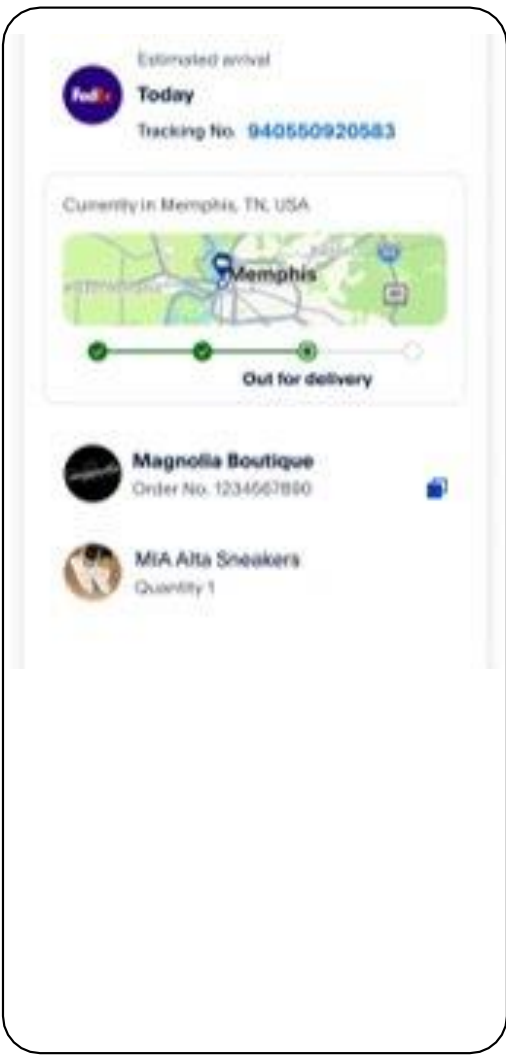 Estimated arrival
FedEx
Today
Tracking No. 940550920583
Currently in Memphis, TN, USA
Memphis
Out for delivery
Magnolia Boutique
Order No. 1234567890
MIA Alta Sneakers
Quantity 1